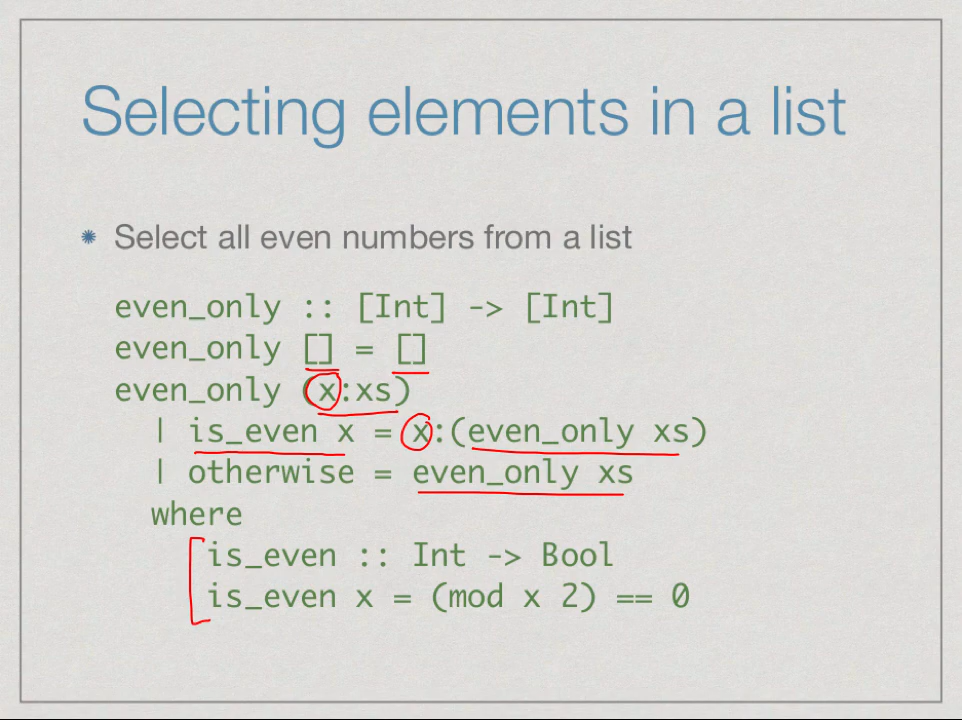 Selecting elements in a list
Select all even numbers from a list
even_only :: [Int] -> [Int]
even_only [] = []
even_only (x:xs)
| is_even x = x:(even_only xs)
| otherwise = even_only xs
where
is_even :: Int -> Bool
is_even x = (mod x 2) == 0